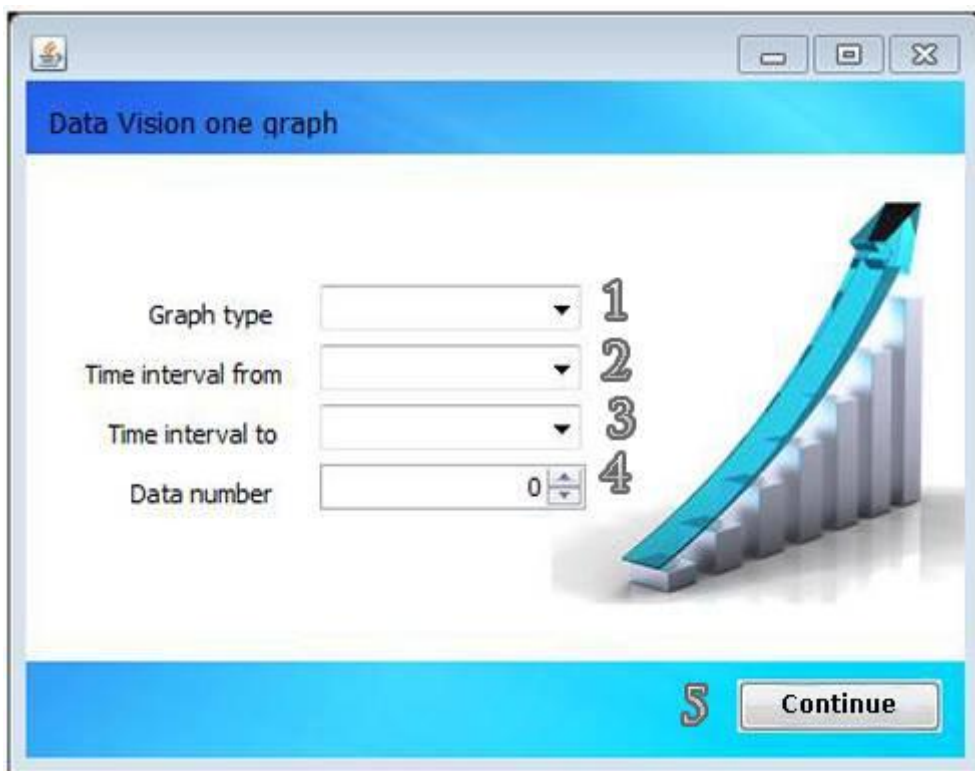 Data Vision one graph
Graph type 1
Time interval from 2
Time interval to 3
Data number 0 4
5 Continue